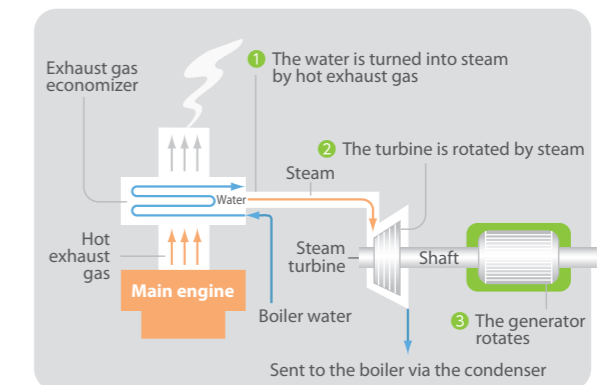 1 The water is turned into steam
by hot exhaust gas
Exhaust gas
economizer
2 The turbine is rotated by steam
Steam
Water
Hot
exhaust
gas
Steam
turbine
Shaft
Main engine
Boiler water
3 The generator
rotates
Sent to the boiler via the condenser